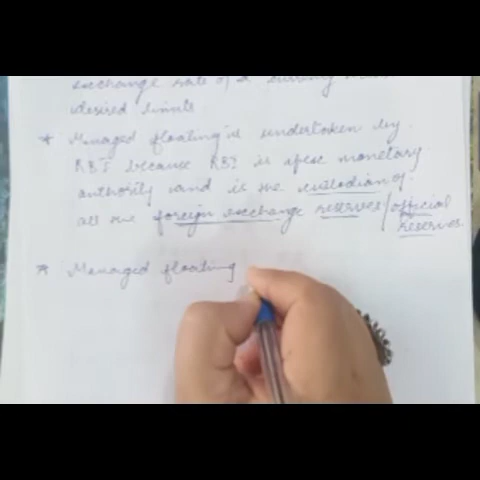 exchange rate of a currency
desired limits
* Managed floating is undertaken by
RBI because RBI is apex monetary
authority and is the custodian of
all the foreign exchange reserves/official
reserves.
* Managed floating